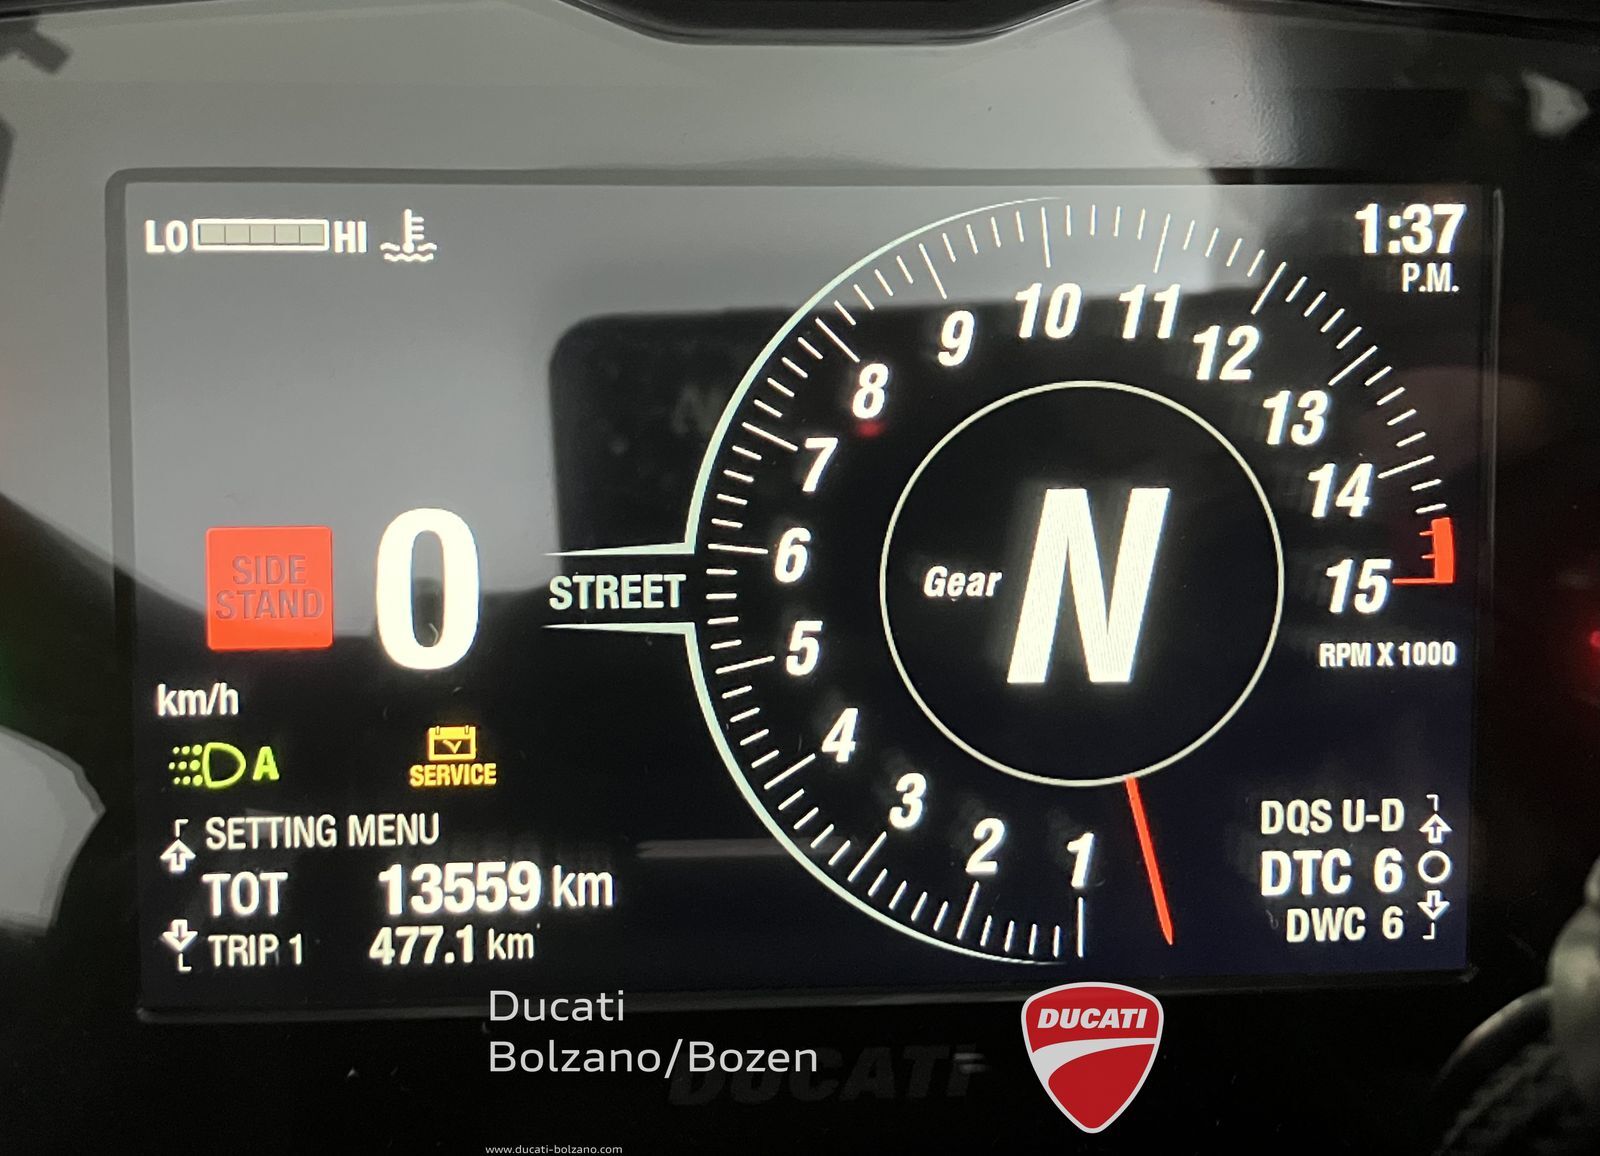 LO HI
1:37
P.M.
SIDE
STAND
0
km/h
STREET
A
SERVICE
SETTING MENU
TOT 13559 km
TRIP 1 477.1 km
1
2
3
4
5
6
7
8
9
10
11
12
13
14
15
RPM X 1000
Gear N
DQS U-D
DTC 6
DWC 6
Ducati
Bolzano/Bozen
DUCATI
DUCATI
www.ducati-bolzano.com